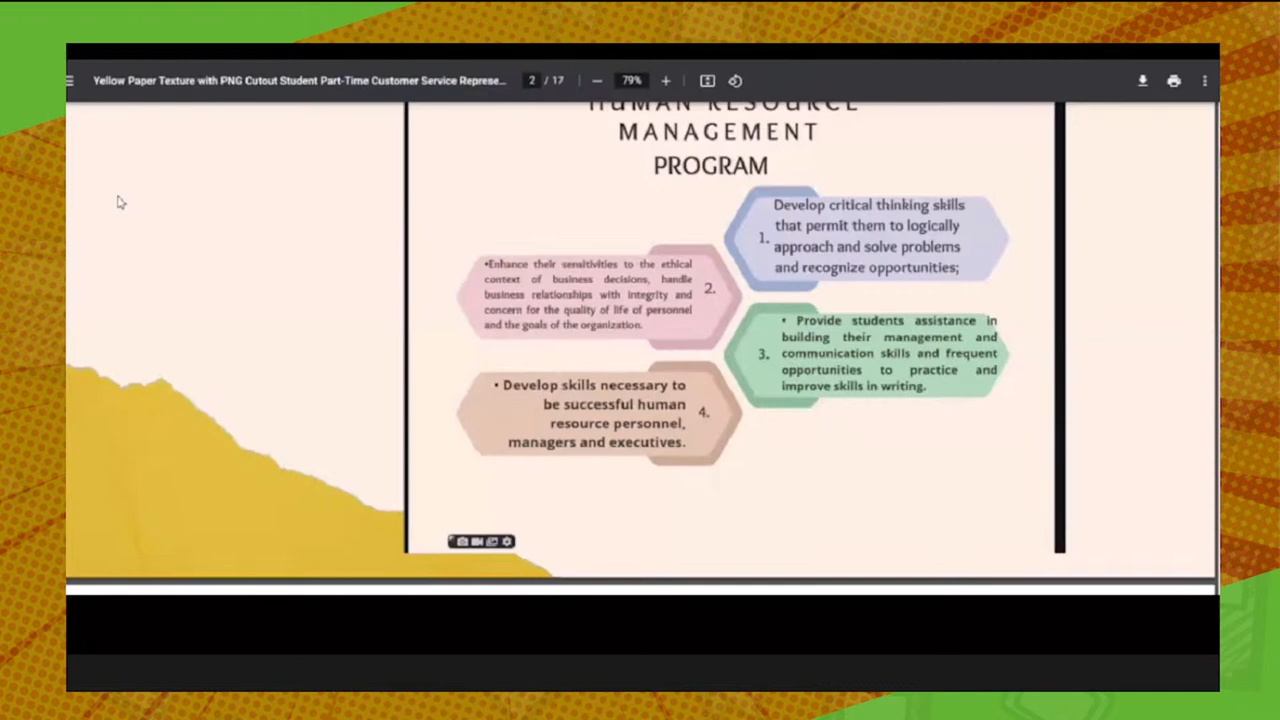 Yellow Paper Texture with PNG Cutout Student Part-Time Customer Service Represe...
2 / 17
79%
HUMAN RESOURCE
MANAGEMENT
PROGRAM
1.
Develop critical thinking skills
that permit them to logically
approach and solve problems
and recognize opportunities;
2.
•Enhance their sensitivities to the ethical
context of business decisions, handle
business relationships with integrity and
concern for the quality of life of personnel
and the goals of the organization.
3.
• Provide students assistance in
building their management and
communication skills and frequent
opportunities to practice and
improve skills in writing.
4.
• Develop skills necessary to
be successful human
resource personnel,
managers and executives.